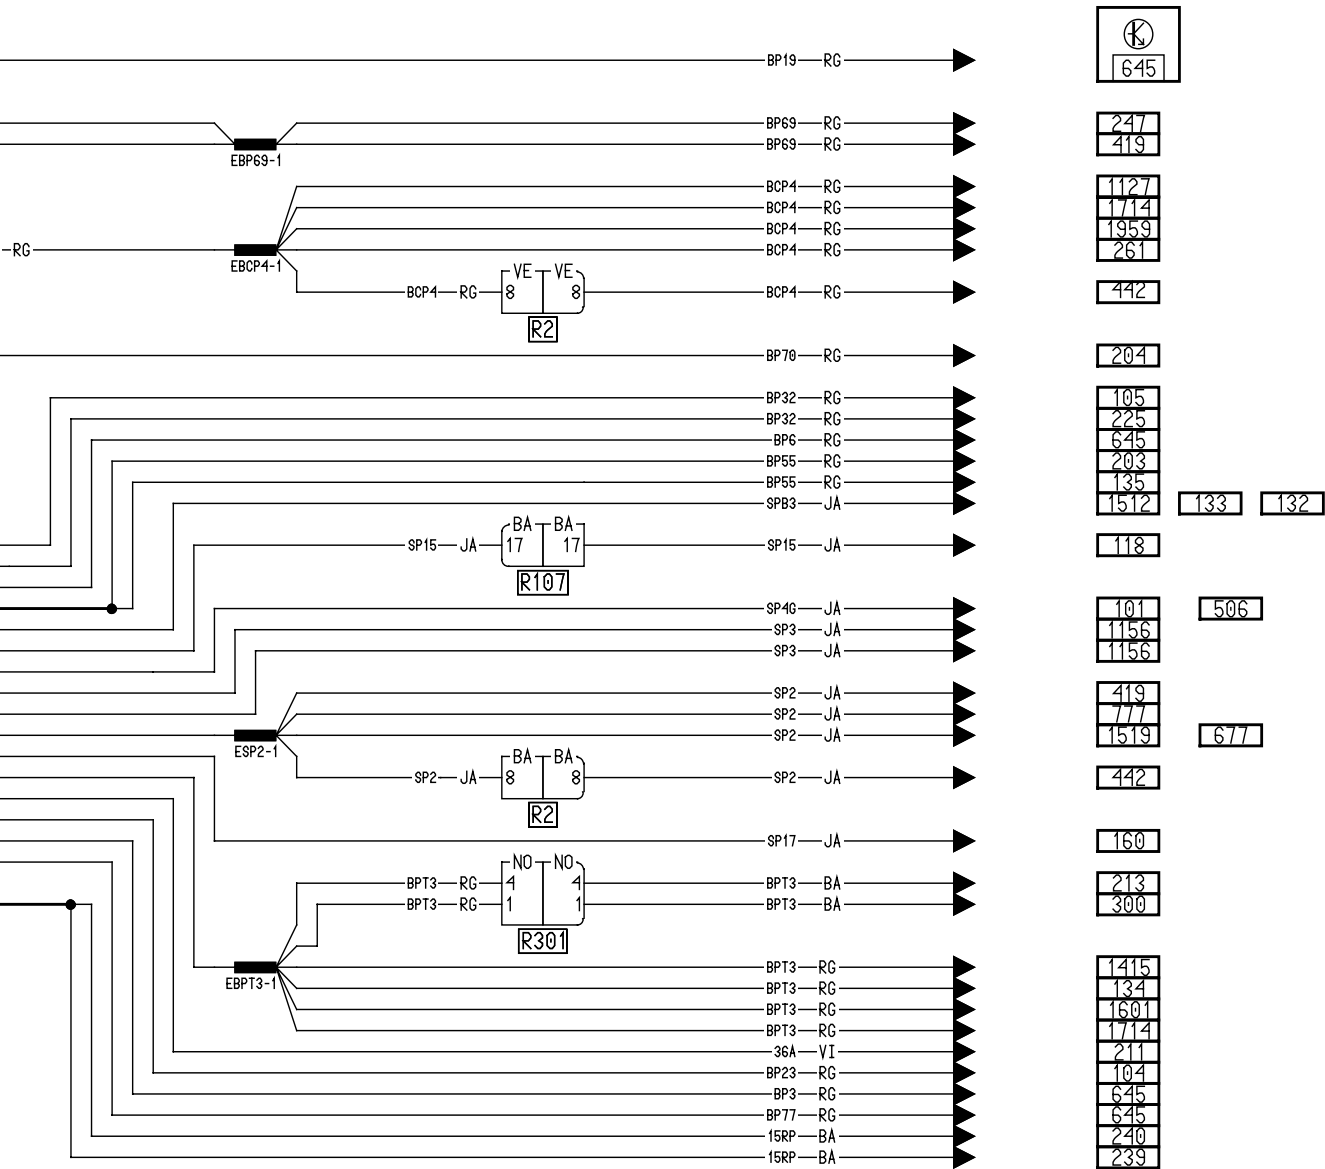 BP19 RG 645
BP69 RG 247
BP69 RG 419
EBP69-1
BCP4 RG 1127
BCP4 RG 1714
BCP4 RG 1959
RG BCP4 RG 261
EBCP4-1
VE VE
BCP4 RG 8 8 BCP4 RG 442
R2
BP70 RG 204
BP32 RG 105
BP32 RG 225
BP6 RG 645
BP55 RG 203
BP55 RG 135
SPB3 JA 1512 133 132
BA BA
SP15 JA 17 17 SP15 JA 118
R107
SP4G JA 101 506
SP3 JA 1156
SP3 JA 1156
SP2 JA 419
SP2 JA 777
SP2 JA 1519 677
ESP2-1
BA BA
SP2 JA 8 8 SP2 JA 442
R2
SP17 JA 160
NO NO
BPT3 RG 4 4 BPT3 BA 213
BPT3 RG 1 1 BPT3 BA 300
R301
BPT3 RG 1415
EBPT3-1
BPT3 RG 134
BPT3 RG 1601
BPT3 RG 1714
36A VI 211
BP23 RG 104
BP3 RG 645
BP77 RG 645
15RP BA 240
15RP BA 239